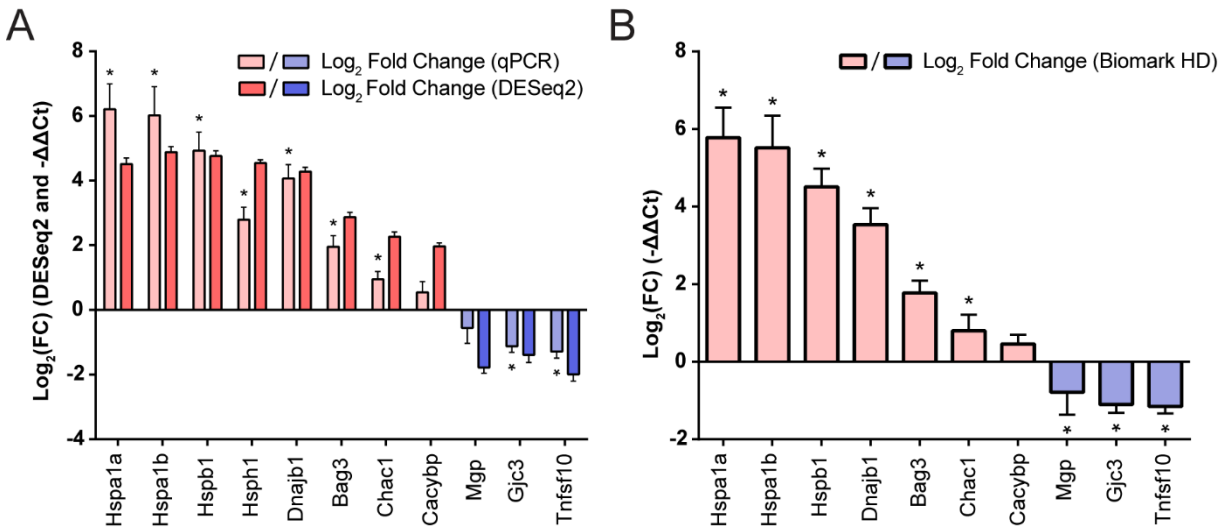 A
Log2(FC) (DESeq2 and -ΔΔCt)
8
6
4
2
0
-2
-4
/ Log2 Fold Change (qPCR)
/ Log2 Fold Change (DESeq2)
* * * * * * *
* *
Hspa1a
Hspa1b
Hspb1
Hsph1
Dnajb1
Bag3
Chac1
Cacybp
Mgp
Gjc3
Tnfsf10
B
Log2(FC) (-ΔΔCt)
8
6
4
2
0
-2
/ Log2 Fold Change (Biomark HD)
* * * * * *
* * *
Hspa1a
Hspa1b
Hspb1
Dnajb1
Bag3
Chac1
Cacybp
Mgp
Gjc3
Tnfsf10